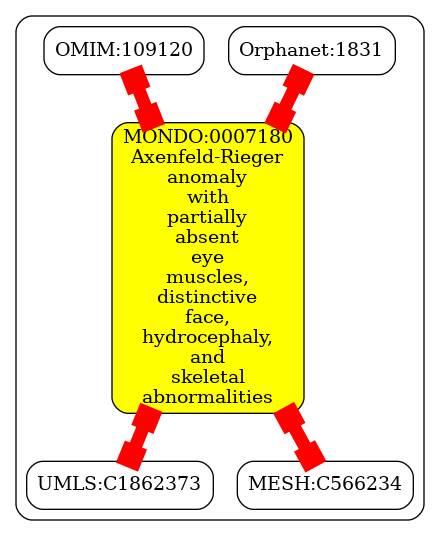 OMIM:109120
Orphanet:1831
MONDO:0007180
Axenfeld-Rieger
anomaly
with
partially
absent
eye
muscles,
distinctive
face,
hydrocephaly,
and
skeletal
abnormalities
UMLS:C1862373
MESH:C566234